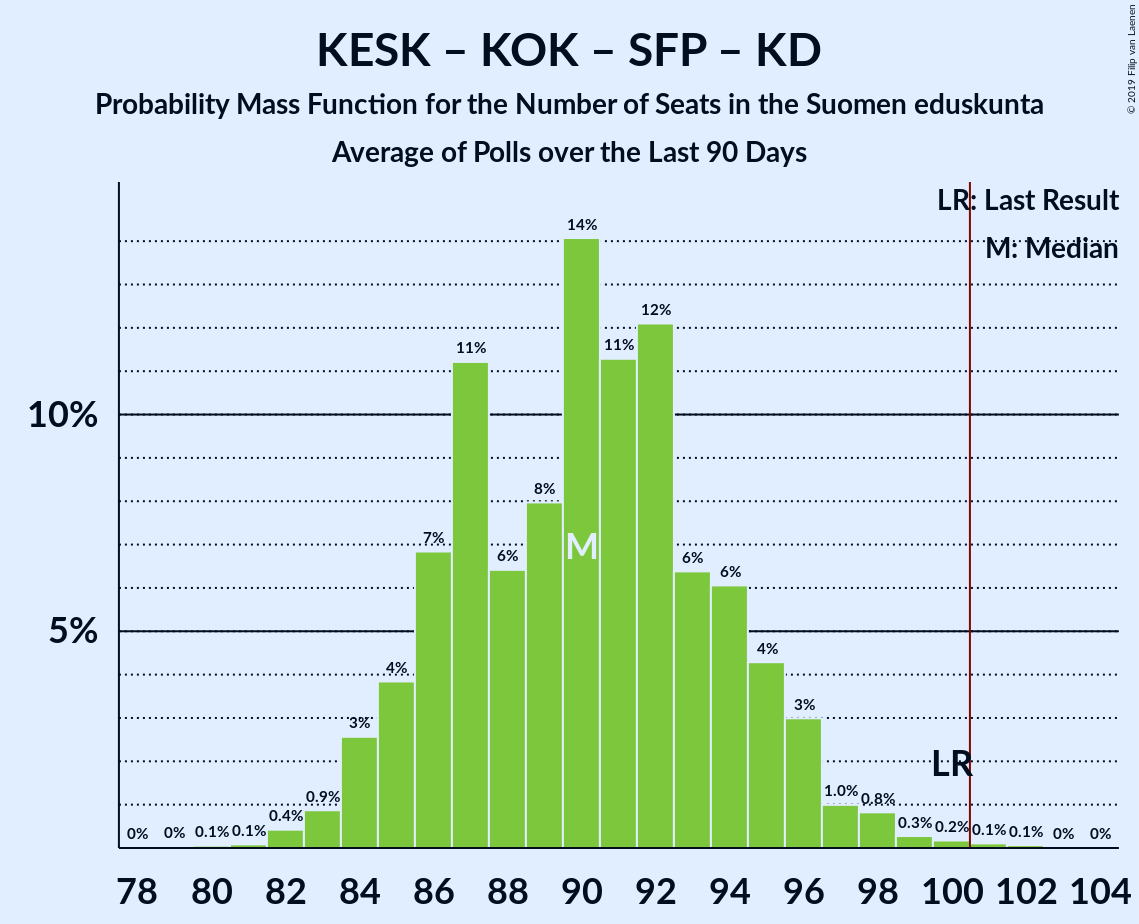 KESK – KOK – SFP – KD
Probability Mass Function for the Number of Seats in the Suomen eduskunta
Average of Polls over the Last 90 Days
© 2019 Filip van Laenen
LR: Last Result
M: Median
10%
5%
0% 0% 0.1% 0.1% 0.4% 0.9% 3% 4% 7% 11% 6% 8% 14% 11% 12% 6% 6% 4% 3% 1.0% 0.8% 0.3% 0.2% 0.1% 0.1% 0% 0%
M
LR
78 80 82 84 86 88 90 92 94 96 98 100 102 104